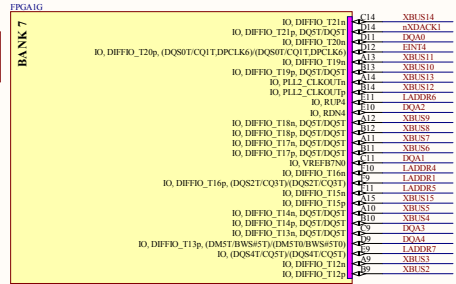 FPGA1G
BANK 7
IO, DIFFIO_T21n C14 XBUS14
IO, DIFFIO_T21p, DQ5T/DQ5T D14 nXDACK1
IO, DIFFIO_T20n D11 DQA0
IO, DIFFIO_T20p, (DQS0T/CQ1T,DPCLK6)/(DQS0T/CQ1T,DPCLK6) D12 EINT4
IO, DIFFIO_T19n A13 XBUS11
IO, DIFFIO_T19p, DQ5T/DQ5T B13 XBUS10
IO, PLL2_CLKOUTn A14 XBUS13
IO, PLL2_CLKOUTp B14 XBUS12
IO, RUP4 E11 LADDR6
IO, RDN4 E10 DQA2
IO, DIFFIO_T18n, DQ5T/DQ5T A12 XBUS9
IO, DIFFIO_T18p, DQ5T/DQ5T B12 XBUS8
IO, DIFFIO_T17n, DQ5T/DQ5T A11 XBUS7
IO, DIFFIO_T17p, DQ5T/DQ5T B11 XBUS6
IO, VREFB7N0 C11 DQA1
IO, DIFFIO_T16n F10 LADDR4
IO, DIFFIO_T16p, (DQS2T/CQ3T)/(DQS2T/CQ3T) F9 LADDR1
IO, DIFFIO_T15n F11 LADDR5
IO, DIFFIO_T15p A15 XBUS15
IO, DIFFIO_T14n, DQ5T/DQ5T A10 XBUS5
IO, DIFFIO_T14p, DQ5T/DQ5T B10 XBUS4
IO, DIFFIO_T13n, DQ5T/DQ5T C9 DQA3
IO, DIFFIO_T13p, (DM5T/BWS#5T)/(DM5T0/BWS#5T0) D9 DQA4
IO, (DQS4T/CQ5T)/(DQS4T/CQ5T) E9 LADDR7
IO, DIFFIO_T12n A9 XBUS3
IO, DIFFIO_T12p B9 XBUS2